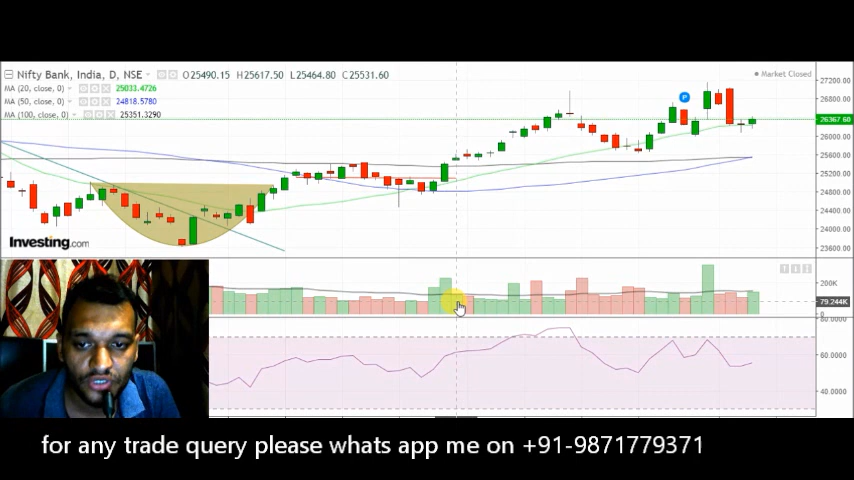 Nifty Bank, India, D, NSE O25490.15 H25617.50 L25464.80 C25531.60
Market Closed
MA (20, close, 0) 25033.4726
MA (50, close, 0) 24818.5780
MA (100, close, 0) 25351.3290
27200.00
26800.00
26367.60
26000.00
25600.00
25200.00
24800.00
24400.00
24000.00
23600.00
P
Investing.com
200K
79.244K
0
80.0000
60.0000
40.0000
for any trade query please whats app me on +91-9871779371